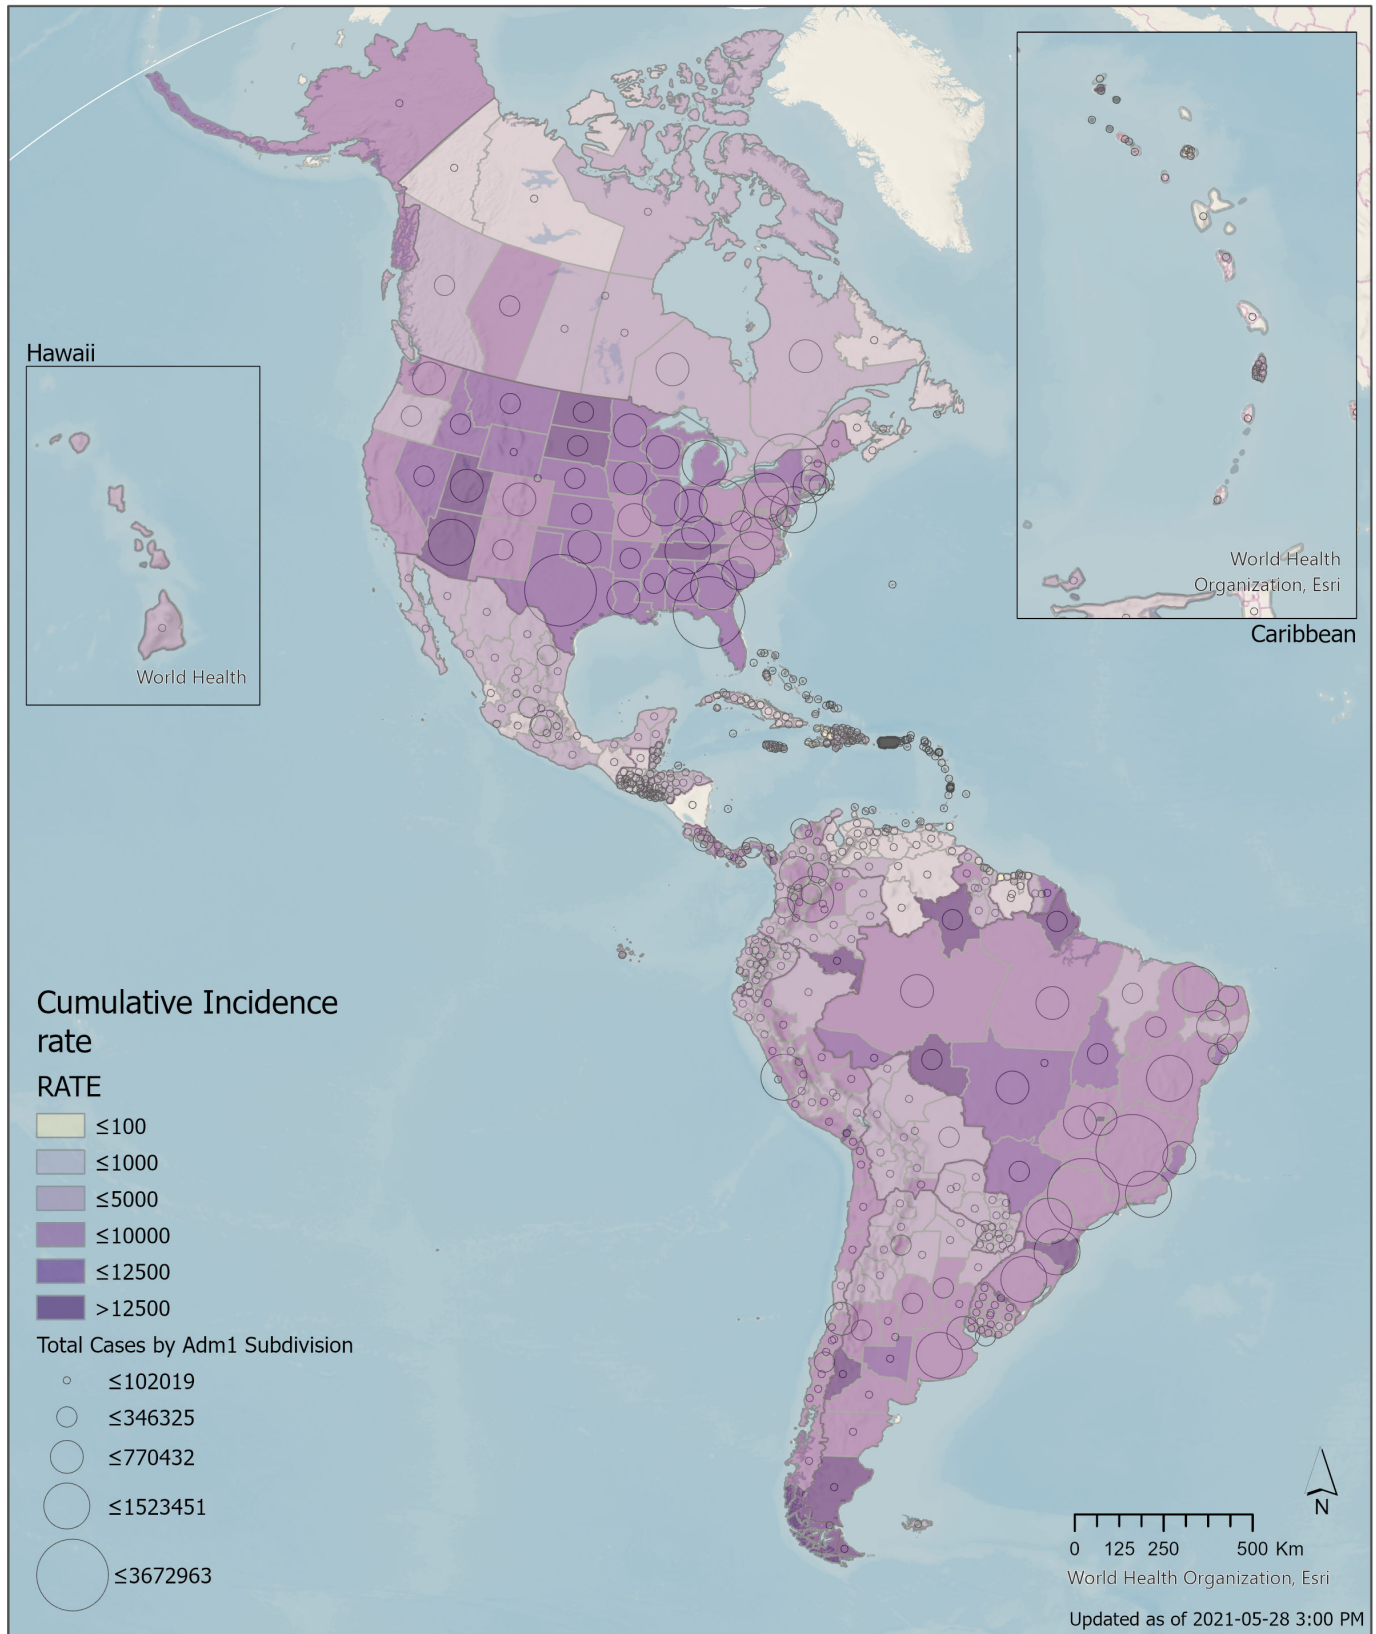 Hawaii
World Health
World Health
Organization, Esri
Caribbean
Cumulative Incidence
rate
RATE
≤100
≤1000
≤5000
≤10000
≤12500
>12500
Total Cases by Adm1 Subdivision
≤102019
≤346325
≤770432
≤1523451
≤3672963
N
0 125 250 500 Km
World Health Organization, Esri
Updated as of 2021-05-28 3:00 PM